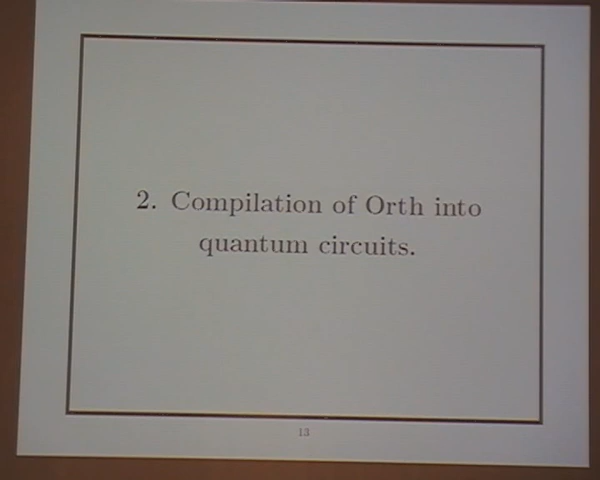 2. Compilation of Orth into
quantum circuits.
13